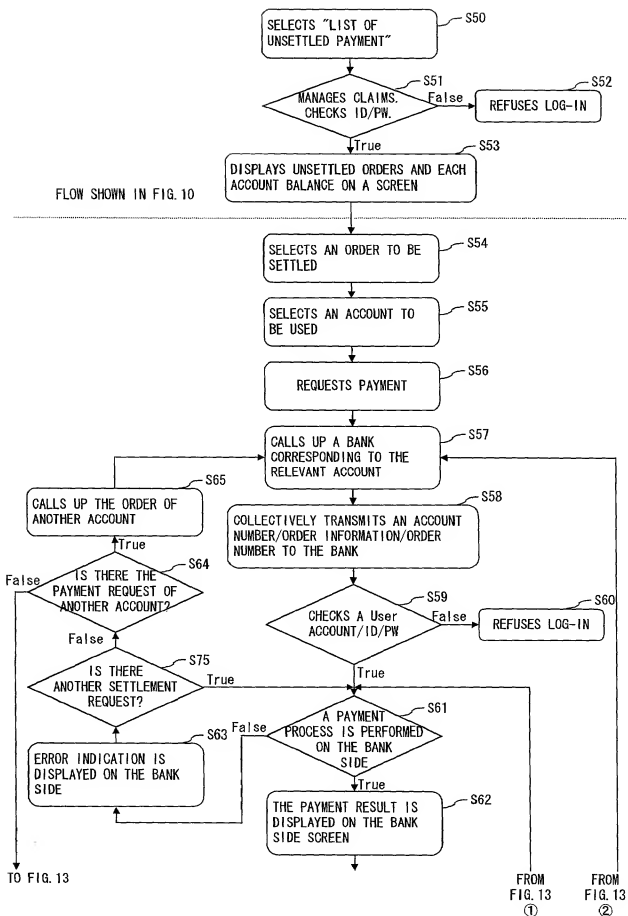 SELECTS "LIST OF
UNSETTLED PAYMENT"
S50
MANAGES CLAIMS.
CHECKS ID/PW.
S51
False
REFUSES LOG-IN
S52
True
DISPLAYS UNSETTLED ORDERS AND EACH
ACCOUNT BALANCE ON A SCREEN
S53
FLOW SHOWN IN FIG. 10
SELECTS AN ORDER TO BE
SETTLED
S54
SELECTS AN ACCOUNT TO
BE USED
S55
REQUESTS PAYMENT
S56
CALLS UP A BANK
CORRESPONDING TO THE
RELEVANT ACCOUNT
S57
S65
CALLS UP THE ORDER OF
ANOTHER ACCOUNT
COLLECTIVELY TRANSMITS AN ACCOUNT
NUMBER/ORDER INFORMATION/ORDER
NUMBER TO THE BANK
S58
True
False
IS THERE THE
PAYMENT REQUEST OF
ANOTHER ACCOUNT?
S64
CHECKS A User
ACCOUNT/ID/PW
S59
False
REFUSES LOG-IN
S60
False
True
IS THERE
ANOTHER SETTLEMENT
REQUEST?
S75
True
A PAYMENT
PROCESS IS PERFORMED
ON THE BANK
SIDE
S61
False
S63
ERROR INDICATION IS
DISPLAYED ON THE BANK
SIDE
True
THE PAYMENT RESULT IS
DISPLAYED ON THE BANK
SIDE SCREEN
S62
TO FIG. 13
FROM
FIG. 13
①
FROM
FIG. 13
②